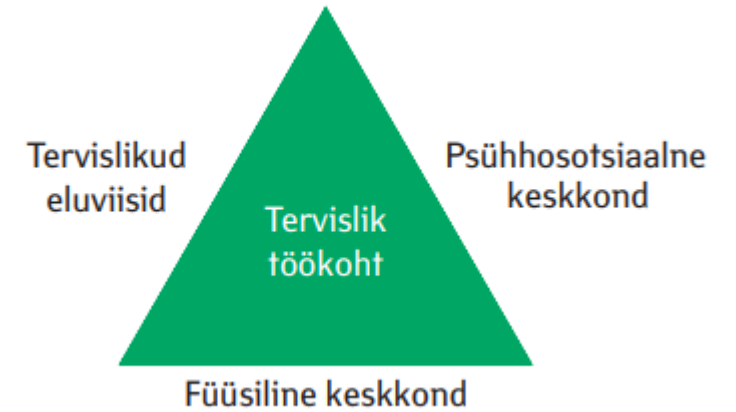 Tervislikud
eluviisid
Psühhosotsiaalne
keskkond
Tervislik
töökoht
Füüsiline keskkond